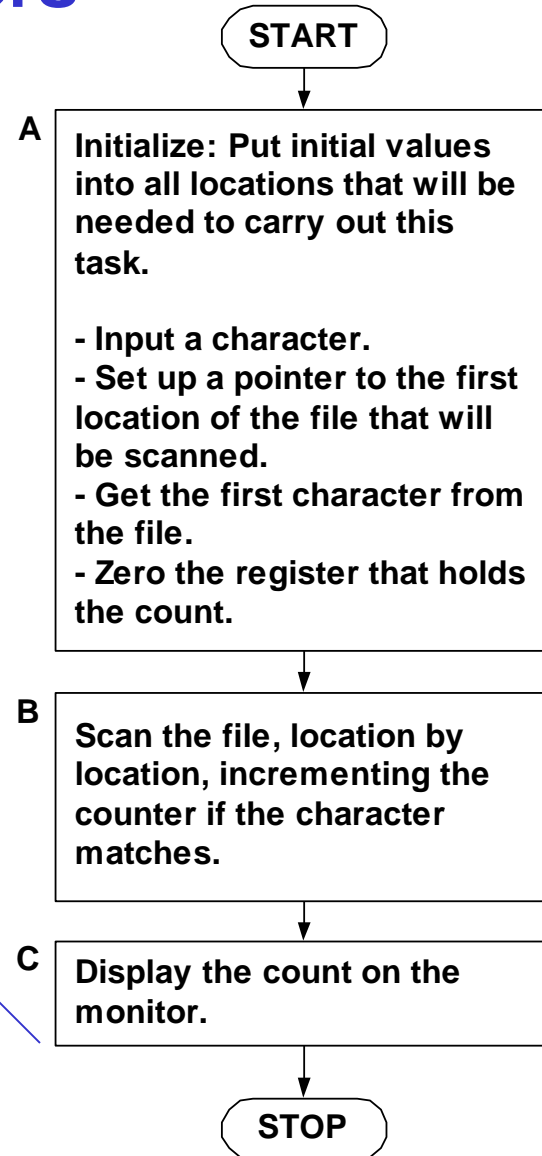 START
A
Initialize: Put initial values
into all locations that will be
needed to carry out this
task.
- Input a character.
- Set up a pointer to the first
location of the file that will
be scanned.
- Get the first character from
the file.
- Zero the register that holds
the count.
B
Scan the file, location by
location, incrementing the
counter if the character
matches.
C
Display the count on the
monitor.
STOP